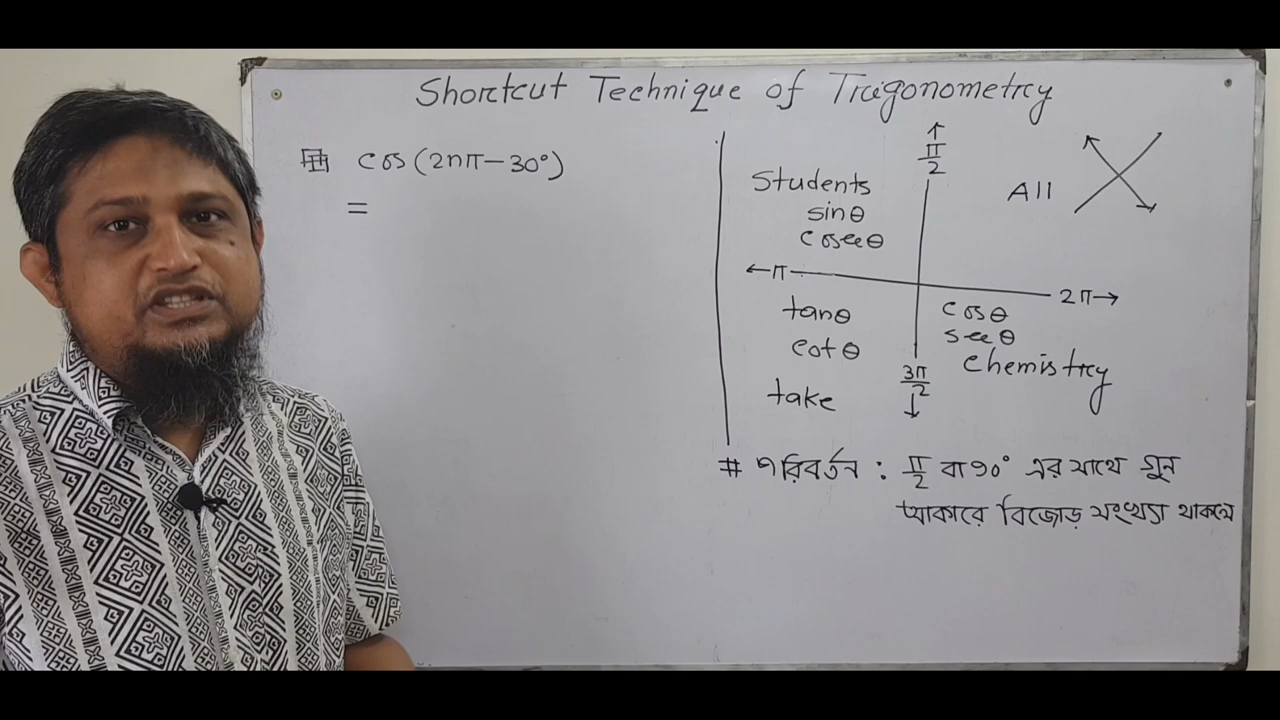 Shortcut Technique of Trigonometry
cos(2nπ−30°)
=
π/2
Students
sinθ
cosecθ
All
←π
2π→
tanθ
cotθ
take
cosθ
secθ
chemistry
3π/2
# পরিবর্তন : π/2 বা ৯০° এর সাথে গুন
আকারে বিজোড় সংখ্যা থাকলে